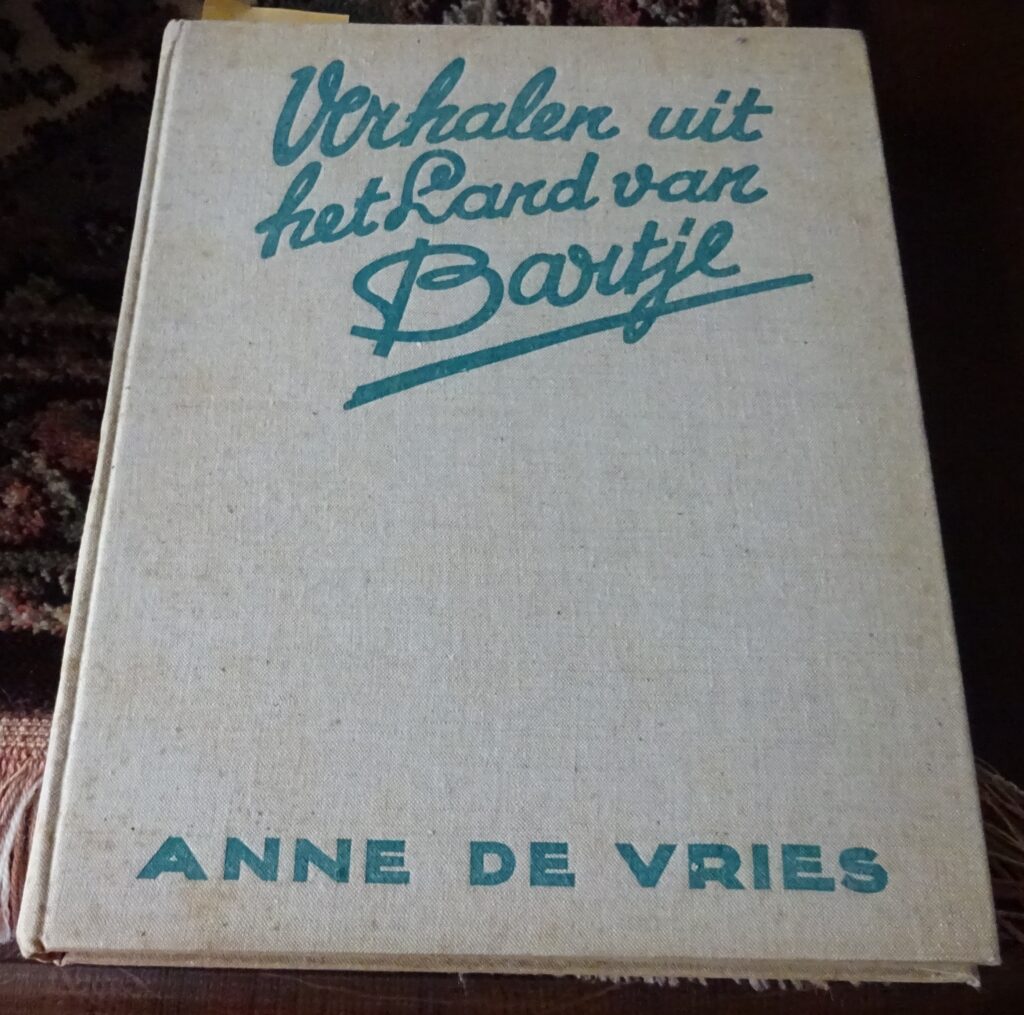 Verhalen uit
het Land van
Bartje
ANNE DE VRIES